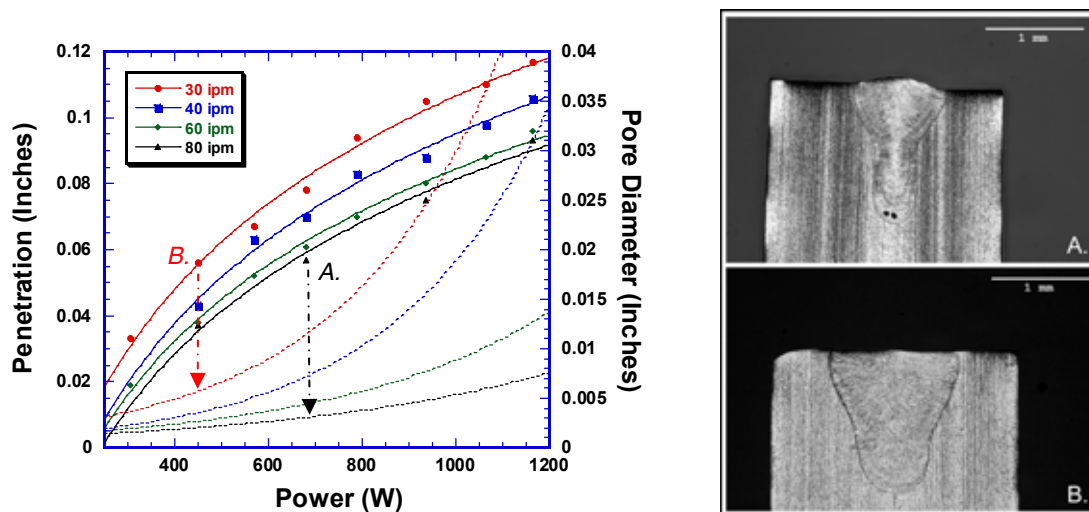 0.12
0.1
0.08
0.06
0.04
0.02
0
Penetration (Inches)
30 ipm
40 ipm
60 ipm
80 ipm
B.
A.
0.04
0.035
0.03
0.025
0.02
0.015
0.01
0.005
0
Pore Diameter (Inches)
400
600
800
1000
1200
Power (W)
1 mm
A.
1 mm
B.